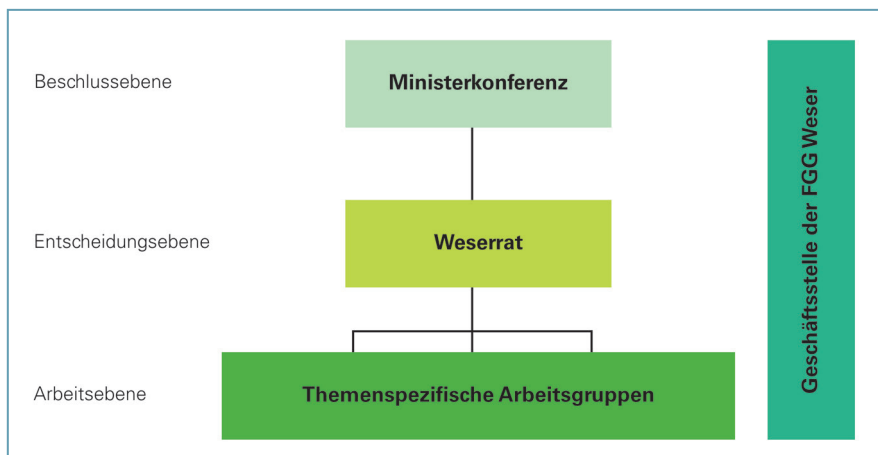 Beschlussebene
Ministerkonferenz
Entscheidungsebene
Weserrat
Arbeitsebene
Themenspezifische Arbeitsgruppen
Geschäftsstelle der FGG Weser